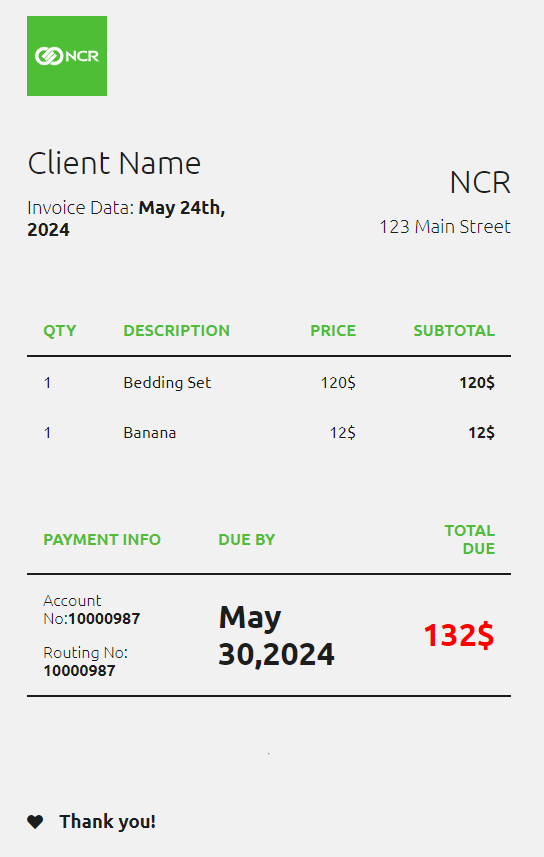 NCR
Client Name
Invoice Data: May 24th,
2024
NCR
123 Main Street
QTY DESCRIPTION PRICE SUBTOTAL
1 Bedding Set 120$ 120$
1 Banana 12$ 12$
PAYMENT INFO DUE BY TOTAL
DUE
Account
No:10000987
Routing No:
10000987
May
30,2024
132$
.
Thank you!